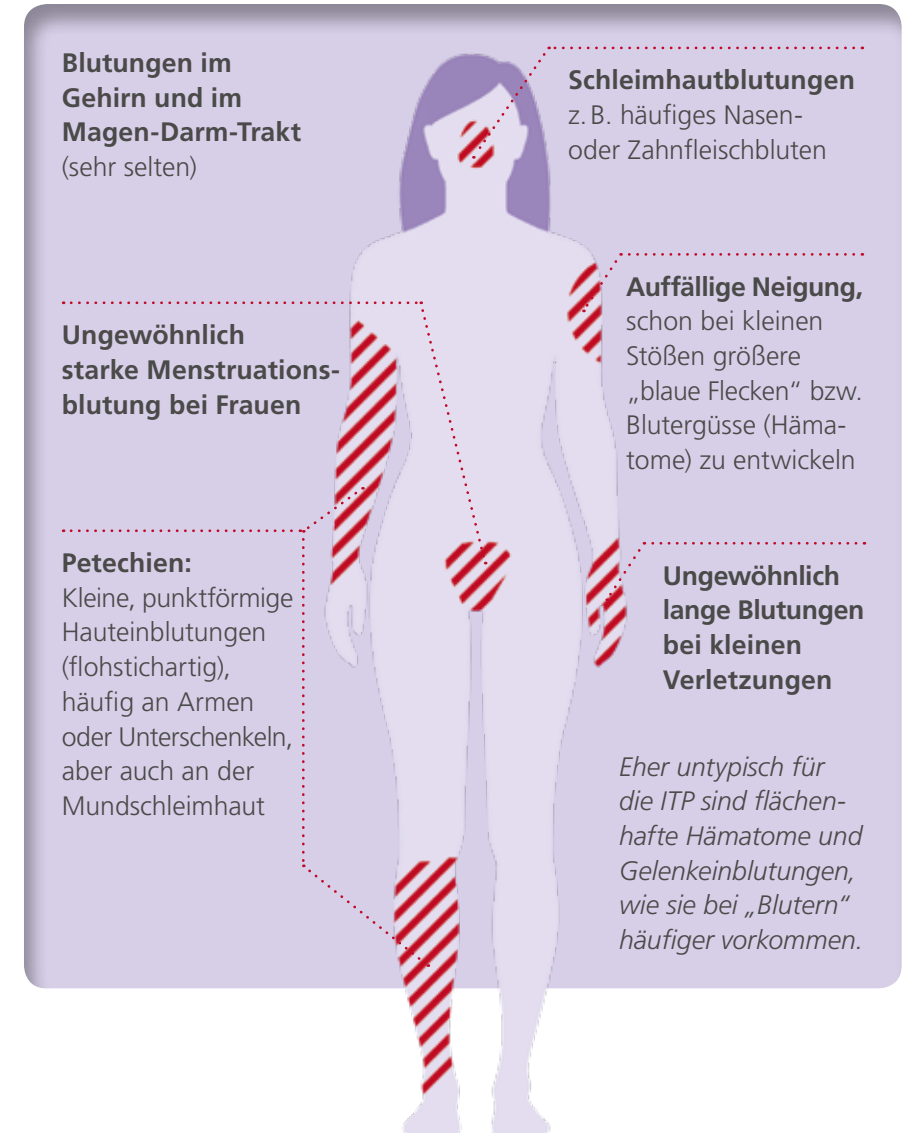 Blutungen im
Gehirn und im
Magen-Darm-Trakt
(sehr selten)
Schleimhautblutungen
z. B. häufiges Nasen-
oder Zahnfleischbluten
Ungewöhnlich
starke Menstruations-
blutung bei Frauen
Auffällige Neigung,
schon bei kleinen
Stößen größere
„blaue Flecken“ bzw.
Blutergüsse (Häma-
tome) zu entwickeln
Petechien:
Kleine, punktförmige
Hauteinblutungen
(flohstichartig),
häufig an Armen
oder Unterschenkeln,
aber auch an der
Mundschleimhaut
Ungewöhnlich
lange Blutungen
bei kleinen
Verletzungen
Eher untypisch für
die ITP sind flächen-
hafte Hämatome und
Gelenkeinblutungen,
wie sie bei „Blutern“
häufiger vorkommen.